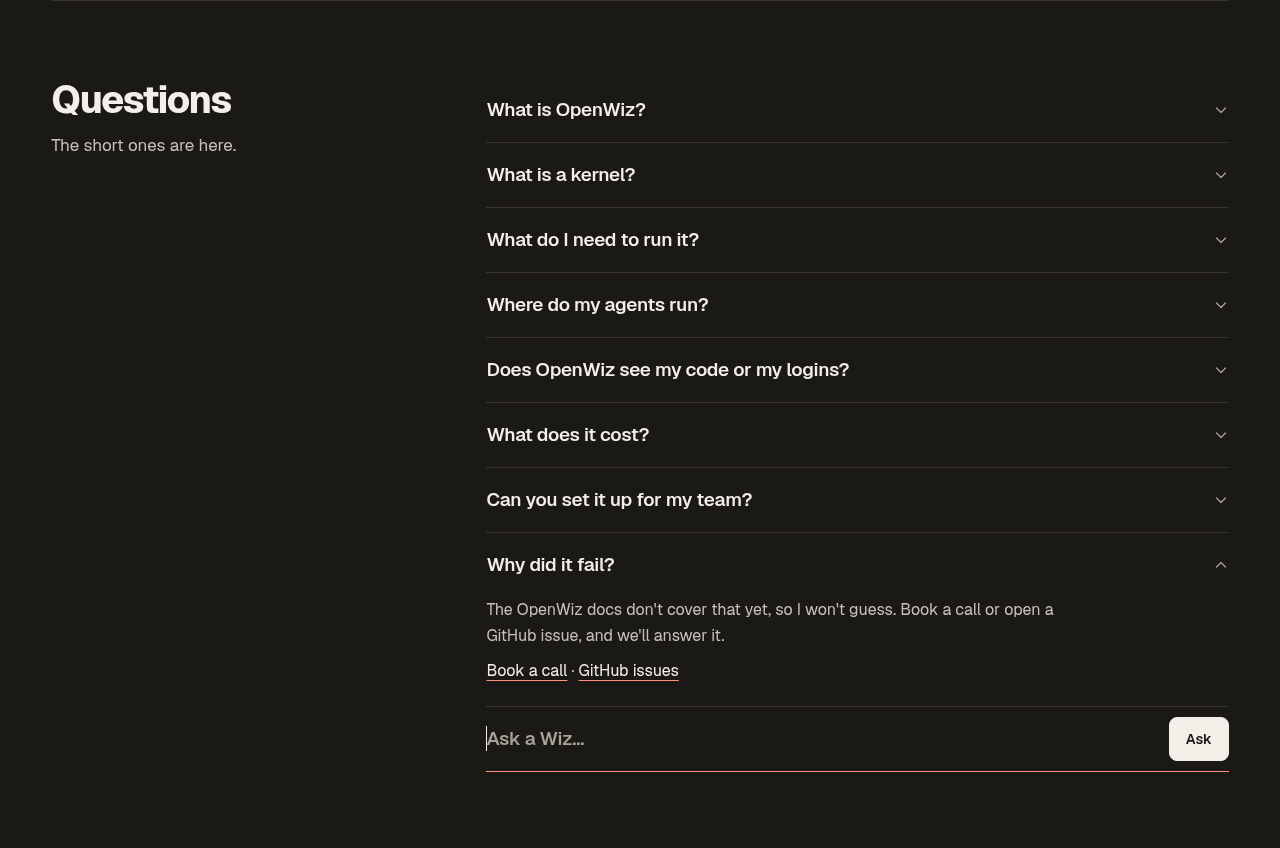 Questions
The short ones are here.
What is OpenWiz?
What is a kernel?
What do I need to run it?
Where do my agents run?
Does OpenWiz see my code or my logins?
What does it cost?
Can you set it up for my team?
Why did it fail?
The OpenWiz docs don't cover that yet, so I won't guess. Book a call or open a
GitHub issue, and we'll answer it.
Book a call · GitHub issues
Ask a Wiz...
Ask